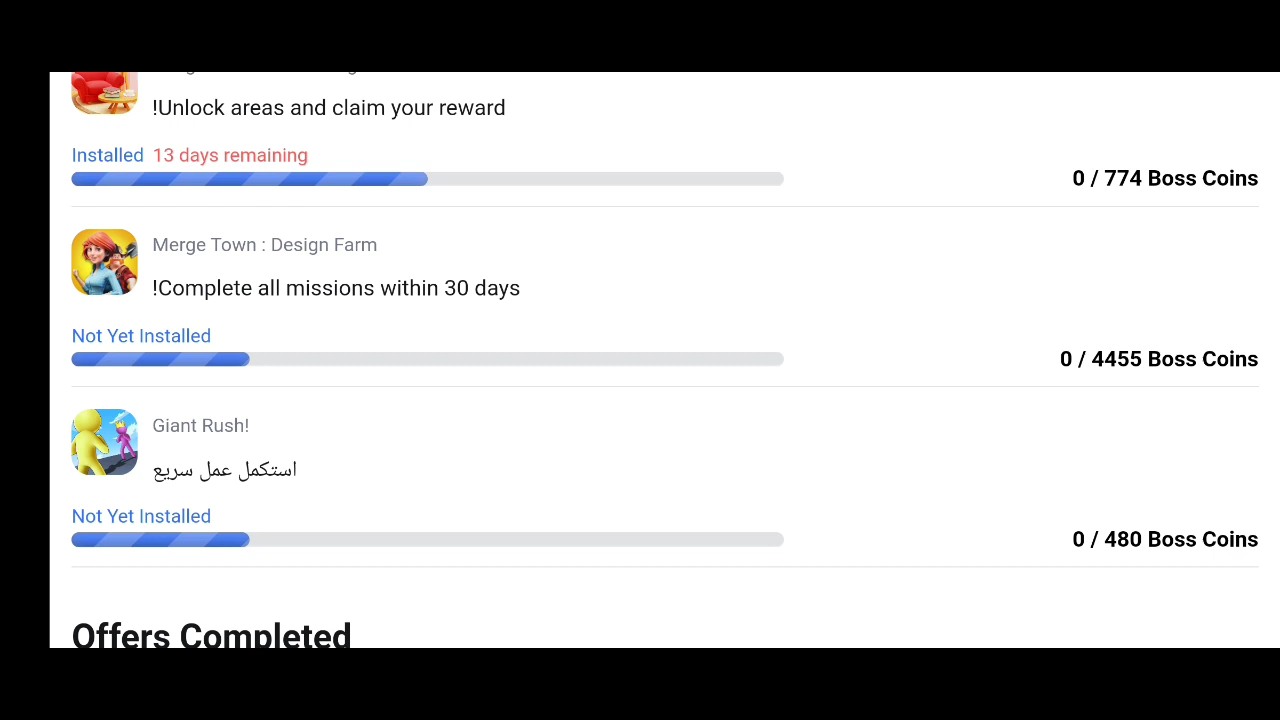 !Unlock areas and claim your reward
Installed 13 days remaining
0 / 774 Boss Coins
Merge Town : Design Farm
!Complete all missions within 30 days
Not Yet Installed
0 / 4455 Boss Coins
Giant Rush!
استكمل عمل سريع
Not Yet Installed
0 / 480 Boss Coins
Offers Completed